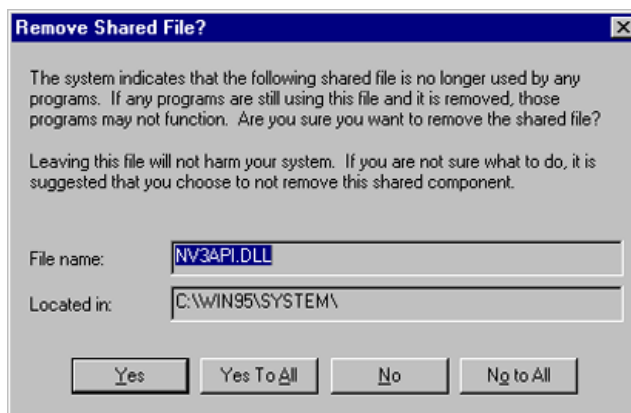 Remove Shared File?
The system indicates that the following shared file is no longer used by any
programs. If any programs are still using this file and it is removed, those
programs may not function. Are you sure you want to remove the shared file?
Leaving this file will not harm your system. If you are not sure what to do, it is
suggested that you choose to not remove this shared component.
File name: NV3API.DLL
Located in: C:\WIN95\SYSTEM\
Yes Yes To All No No to All